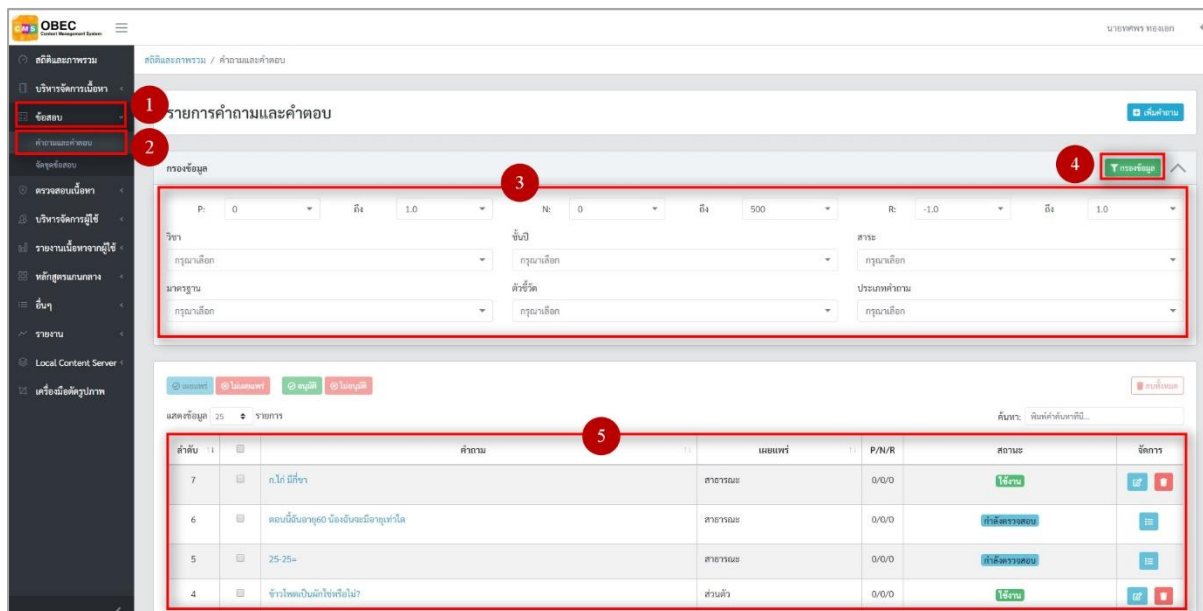 CMS OBEC
Content Management System
นายทศพร ทองเอก
สถิติและภาพรวม
สถิติและภาพรวม / คำถามและคำตอบ
บริหารจัดการเนื้อหา
1
ข้อสอบ
รายการคำถามและคำตอบ
เพิ่มคำถาม
คำถามและคำตอบ
2
จัดชุดข้อสอบ
กรองข้อมูล
3
4
กรองข้อมูล
ตรวจสอบเนื้อหา
P: 0 ถึง 1.0 N: 0 ถึง 500 R: -1.0 ถึง 1.0
บริหารจัดการผู้ใช้
วิชา ชั้นปี สาระ
รายงานเนื้อหาจากผู้ใช้
กรุณาเลือก กรุณาเลือก กรุณาเลือก
หลักสูตรแกนกลาง
มาตรฐาน ตัวชี้วัด ประเภทคำถาม
อื่นๆ
กรุณาเลือก กรุณาเลือก กรุณาเลือก
รายงาน
Local Content Server
เครื่องมือตัดรูปภาพ
เผยแพร่ ไม่เผยแพร่ อนุมัติ ไม่อนุมัติ ลบทั้งหมด
แสดงข้อมูล 25 รายการ
ค้นหา: พิมพ์คำค้นหาที่นี่...
5
ลำดับ คำถาม เผยแพร่ P/N/R สถานะ จัดการ
7 ก.ไก่ มีกี่ขา สาธารณะ 0/0/0 ใช้งาน
6 ตอนนี้ฉันอายุ60 น้องฉันจะมีอายุเท่าใด สาธารณะ 0/0/0 กำลังตรวจสอบ
5 25-25= สาธารณะ 0/0/0 กำลังตรวจสอบ
4 ข้าวโพดเป็นผักใช่หรือไม่? ส่วนตัว 0/0/0 ใช้งาน